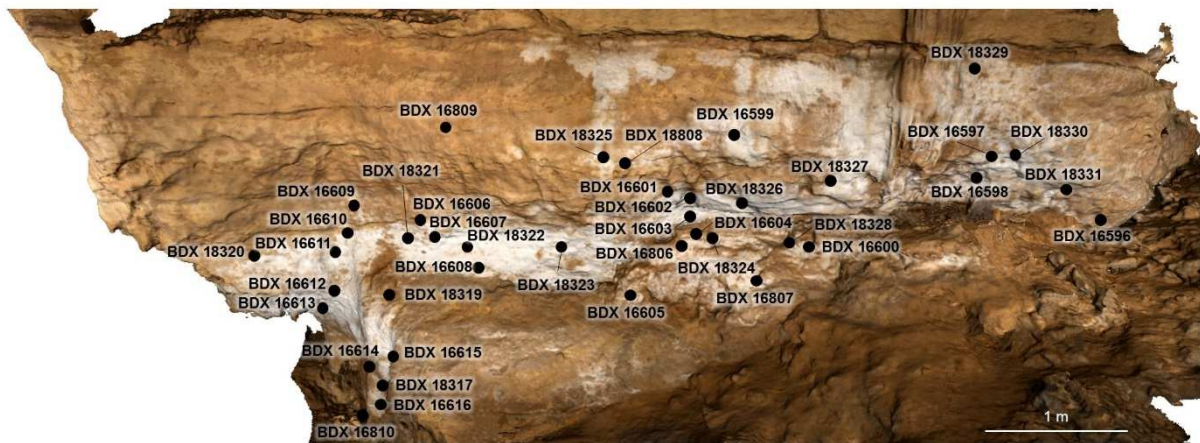 BDX 18329
BDX 16809
BDX 16599
BDX 18325
BDX 18808
BDX 16597
BDX 18330
BDX 18321
BDX 18327
BDX 18331
BDX 16609
BDX 16601
BDX 18326
BDX 16598
BDX 16606
BDX 16602
BDX 16610
BDX 16607
BDX 16604
BDX 18328
BDX 16603
BDX 18322
BDX 16596
BDX 18320
BDX 16611
BDX 16806
BDX 16600
BDX 16608
BDX 18324
BDX 18323
BDX 16612
BDX 18319
BDX 16807
BDX 16613
BDX 16605
BDX 16614
BDX 16615
BDX 18317
BDX 16616
1 m
BDX 16810